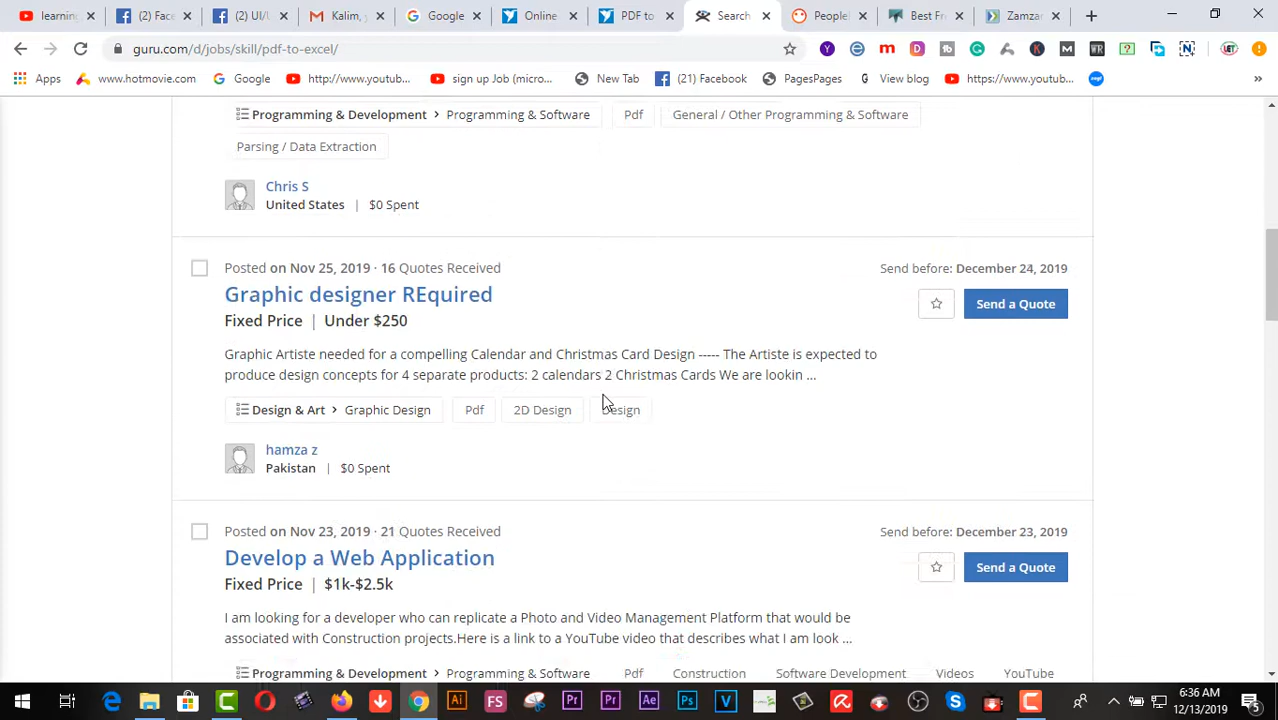 learning
(2) Face
(2) UI/U
Kalim, y
Google
Online
PDF to
Search
PeopleI
Best Fre
Zamzar
guru.com/d/jobs/skill/pdf-to-excel/
Apps
www.hotmovie.com
Google
http://www.youtub...
sign up Job (micro...
New Tab
(21) Facebook
PagesPages
View blog
https://www.youtub...
Programming & Development > Programming & Software
Pdf
General / Other Programming & Software
Parsing / Data Extraction
Chris S
United States | $0 Spent
Posted on Nov 25, 2019 · 16 Quotes Received
Send before: December 24, 2019
Graphic designer REquired
Send a Quote
Fixed Price | Under $250
Graphic Artiste needed for a compelling Calendar and Christmas Card Design ----- The Artiste is expected to
produce design concepts for 4 separate products: 2 calendars 2 Christmas Cards We are lookin ...
Design & Art > Graphic Design
Pdf
2D Design
Design
hamza z
Pakistan | $0 Spent
Posted on Nov 23, 2019 · 21 Quotes Received
Send before: December 23, 2019
Develop a Web Application
Send a Quote
Fixed Price | $1k-$2.5k
I am looking for a developer who can replicate a Photo and Video Management Platform that would be
associated with Construction projects.Here is a link to a YouTube video that describes what I am look ...
Programming & Development > Programming & Software
Pdf
Construction
Software Development
Videos
YouTube
6:36 AM
12/13/2019